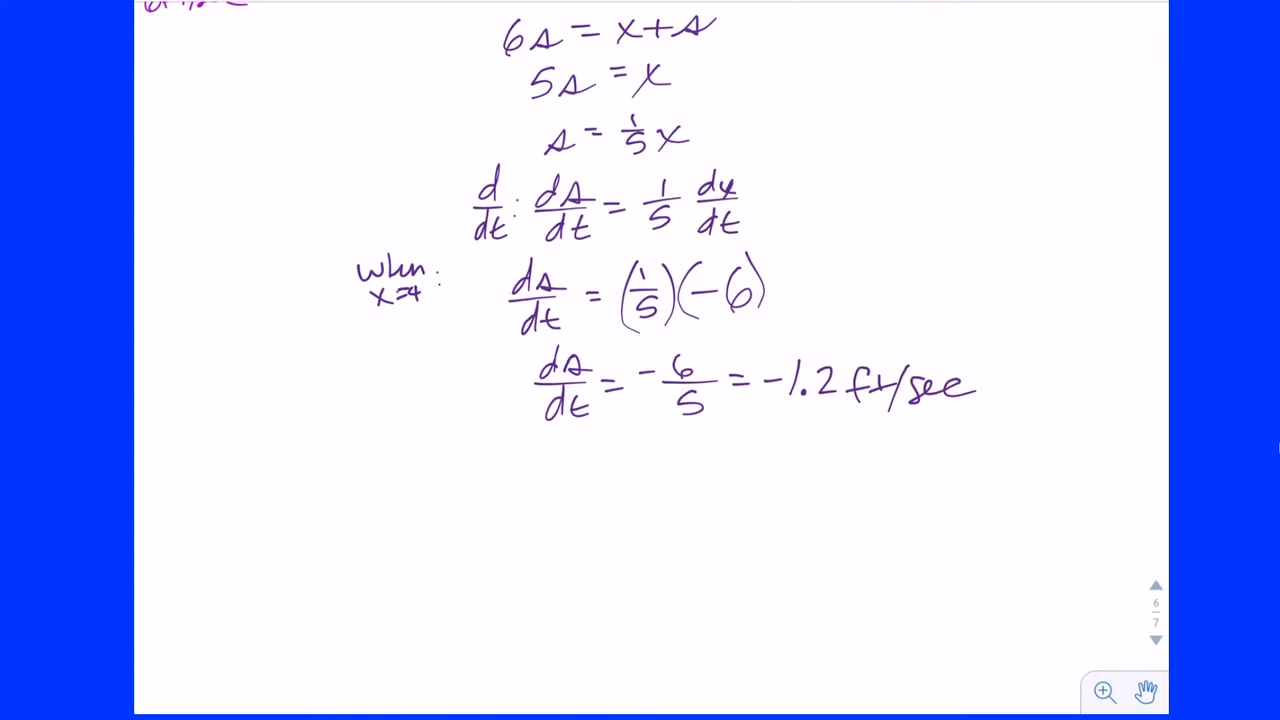 6s = x+s
5s = x
s = 1/5 x
d/dt: ds/dt = 1/5 dx/dt
when: x=4 ds/dt = (1/5)(-6)
ds/dt = -6/5 = -1.2 ft/sec
6
7